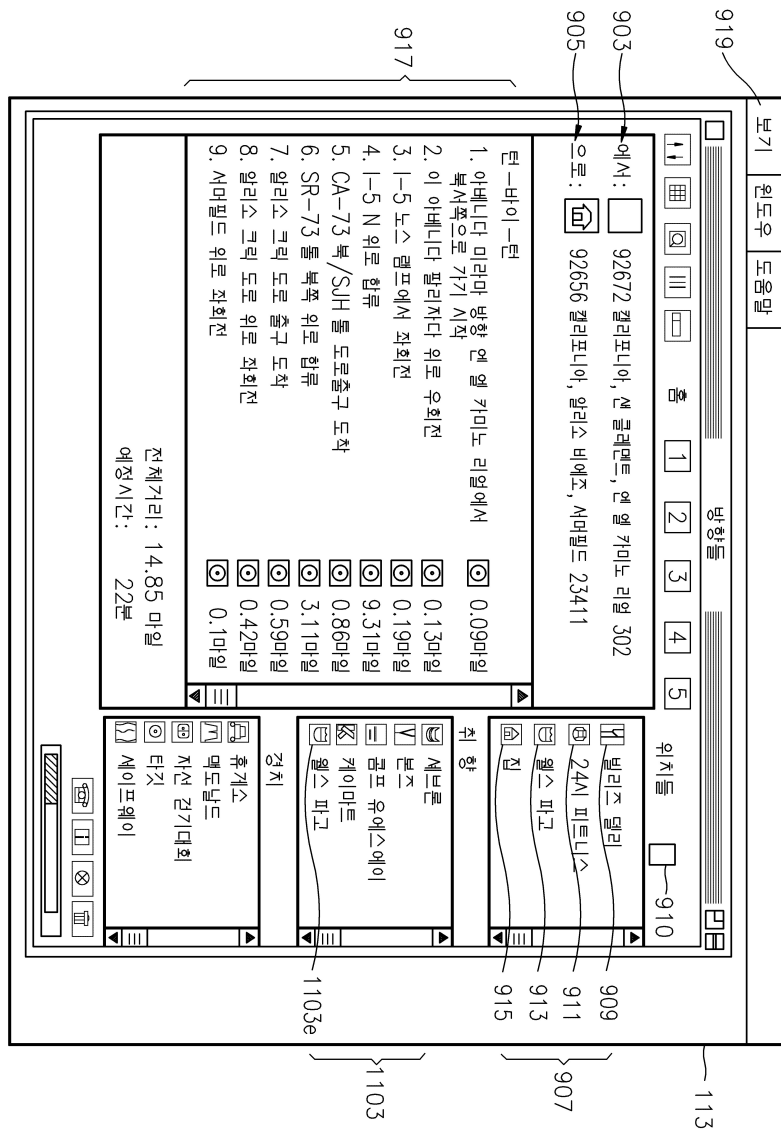 보기 윈도우 도움말
방향들
홈 1 2 3 4 5
에서: 92672 캘리포니아, 샌 클레멘트, 엔 엘 카미노 리얼 302
으로: 92656 캘리포니아, 알리소 비에조, 서머필드 23411
턴-바이-턴
1. 아베니다 미라마 방향 엔 엘 카미노 리얼에서
북서쪽으로 가기 시작 0.09마일
2. 이 아베니다 팔리자다 위로 우회전 0.13마일
3. I-5 노스 램프에서 좌회전 0.19마일
4. I-5 N 위로 합류 9.31마일
5. CA-73 북/SJH 톨 도로출구 도착 0.86마일
6. SR-73 톨 북쪽 위로 합류 3.11마일
7. 알리소 크릭 도로 출구 도착 0.59마일
8. 알리소 크릭 도로 위로 좌회전 0.42마일
9. 서머필드 위로 좌회전 0.1마일
전체거리: 14.85 마일
예정시간: 22분
위치들
빌리즈 델리
24시 피트니스
웰스 파고
집
취향
셰브론
본즈
콤프 유에스에이
케이마트
웰스 파고
경치
휴게소
맥도날드
자선 걷기대회
타깃
세이프웨이
919
903
905
917
910
909
911
913
915
907
1103e
1103
113